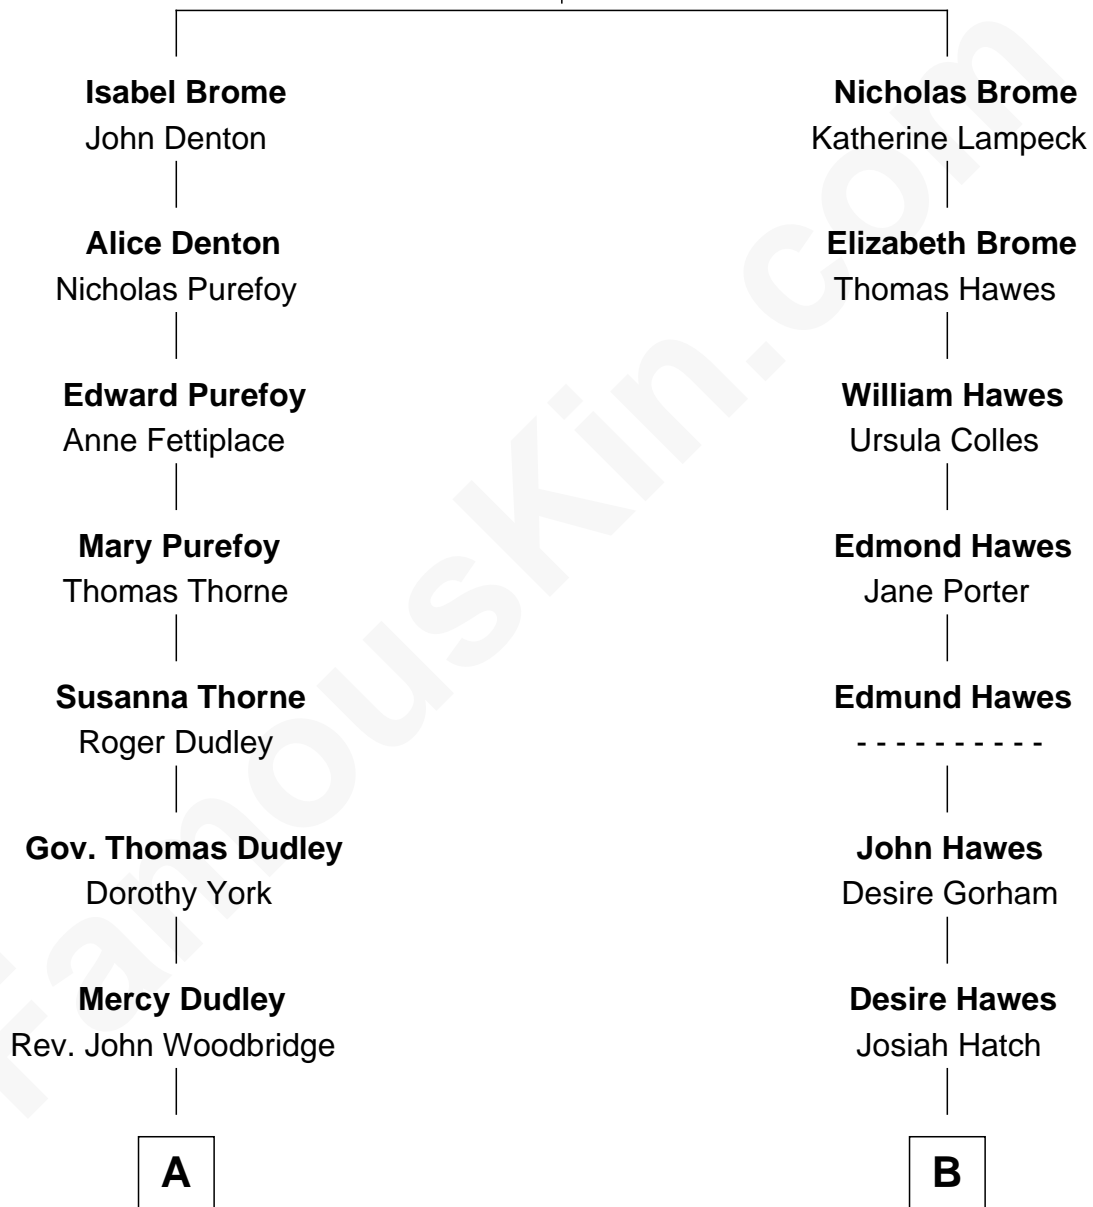 Isabel Brome
John Denton
Alice Denton
Nicholas Purefoy
Edward Purefoy
Anne Fettiplace
Mary Purefoy
Thomas Thorne
Susanna Thorne
Roger Dudley
Gov. Thomas Dudley
Dorothy York
Mercy Dudley
Rev. John Woodbridge
A
Nicholas Brome
Katherine Lampeck
Elizabeth Brome
Thomas Hawes
William Hawes
Ursula Colles
Edmond Hawes
Jane Porter
Edmund Hawes
- - - - - - - - - -
John Hawes
Desire Gorham
Desire Hawes
Josiah Hatch
B
FamousKin.com